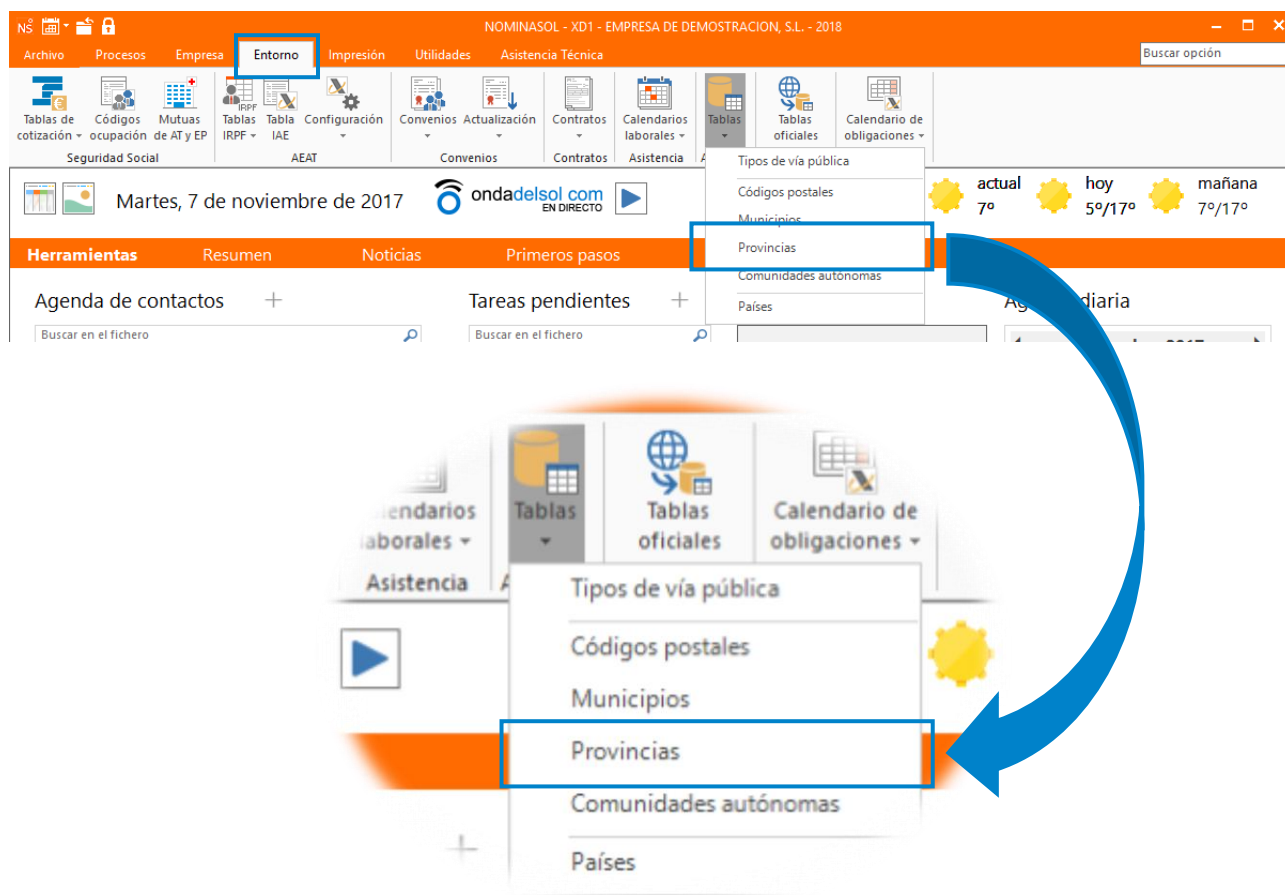 NOMINASOL - XD1 - EMPRESA DE DEMOSTRACION, S.L. - 2018
Archivo Procesos Empresa Entorno Impresión Utilidades Asistencia Técnica Buscar opción
Tablas de cotización
Códigos ocupación
Mutuas de AT y EP
Seguridad Social
IRPF
Tablas IRPF
Tabla IAE
Configuración
AEAT
Convenios
Actualización
Convenios
Contratos
Contratos
Calendarios laborales
Asistencia
Tablas
A
Tablas oficiales
Calendario de obligaciones
Tipos de vía pública
Códigos postales
Municipios
Provincias
Comunidades autónomas
Países
Martes, 7 de noviembre de 2017
ondadelsol com
EN DIRECTO
actual
7º
hoy
5º/17º
mañana
7º/17º
Herramientas Resumen Noticias Primeros pasos
Agenda de contactos
Buscar en el fichero
Tareas pendientes
Buscar en el fichero
diaria
endarios
aborales
Asistencia
Tablas
Tablas
oficiales
Calendario de
obligaciones
Tipos de vía pública
Códigos postales
Municipios
Provincias
Comunidades autónomas
Países